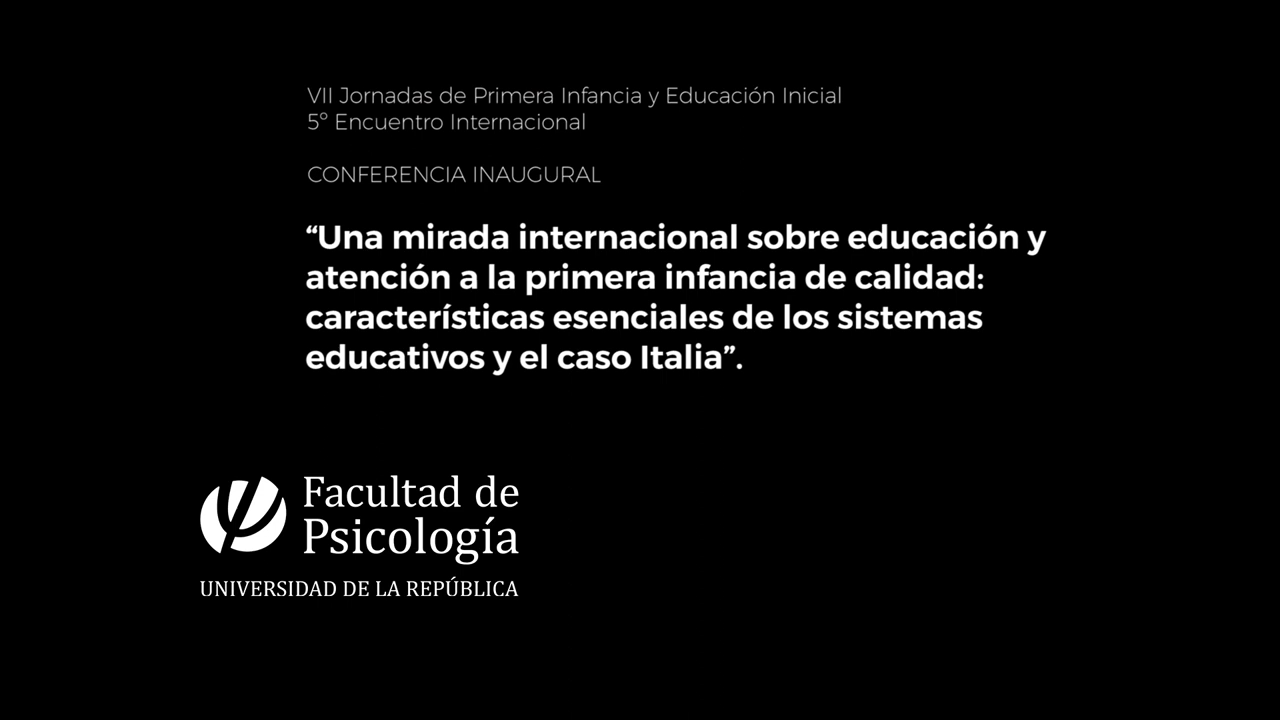 VII Jornadas de Primera Infancia y Educación Inicial
5º Encuentro Internacional
CONFERENCIA INAUGURAL
“Una mirada internacional sobre educación y
atención a la primera infancia de calidad:
características esenciales de los sistemas
educativos y el caso Italia”.
Facultad de
Psicología
UNIVERSIDAD DE LA REPÚBLICA